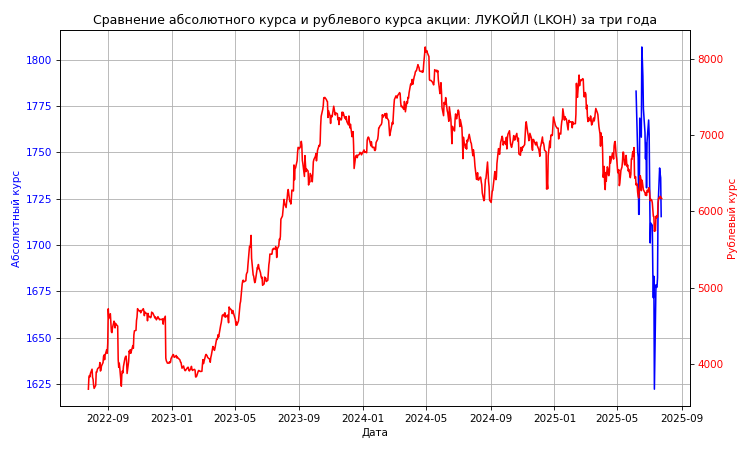 Сравнение абсолютного курса и рублевого курса акции: ЛУКОЙЛ (LKOH) за три года
Абсолютный курс
1800
1775
1750
1725
1700
1675
1650
1625
8000
7000
6000
5000
4000
Рублевый курс
2022-09 2023-01 2023-05 2023-09 2024-01 2024-05 2024-09 2025-01 2025-05 2025-09
Дата